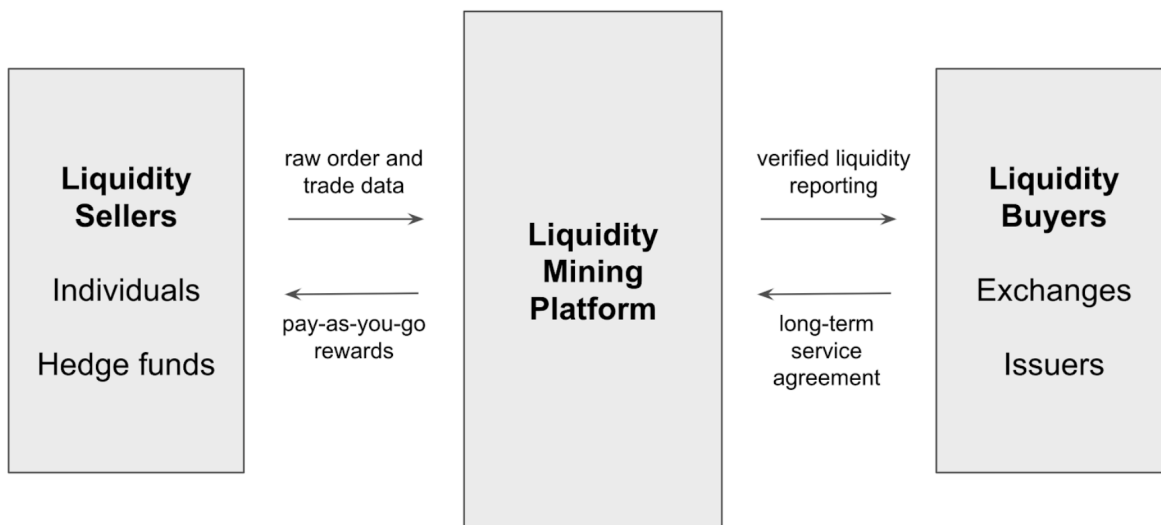 Liquidity
Sellers
Individuals
Hedge funds
raw order and
trade data
pay-as-you-go
rewards
Liquidity
Mining
Platform
verified liquidity
reporting
long-term
service
agreement
Liquidity
Buyers
Exchanges
Issuers